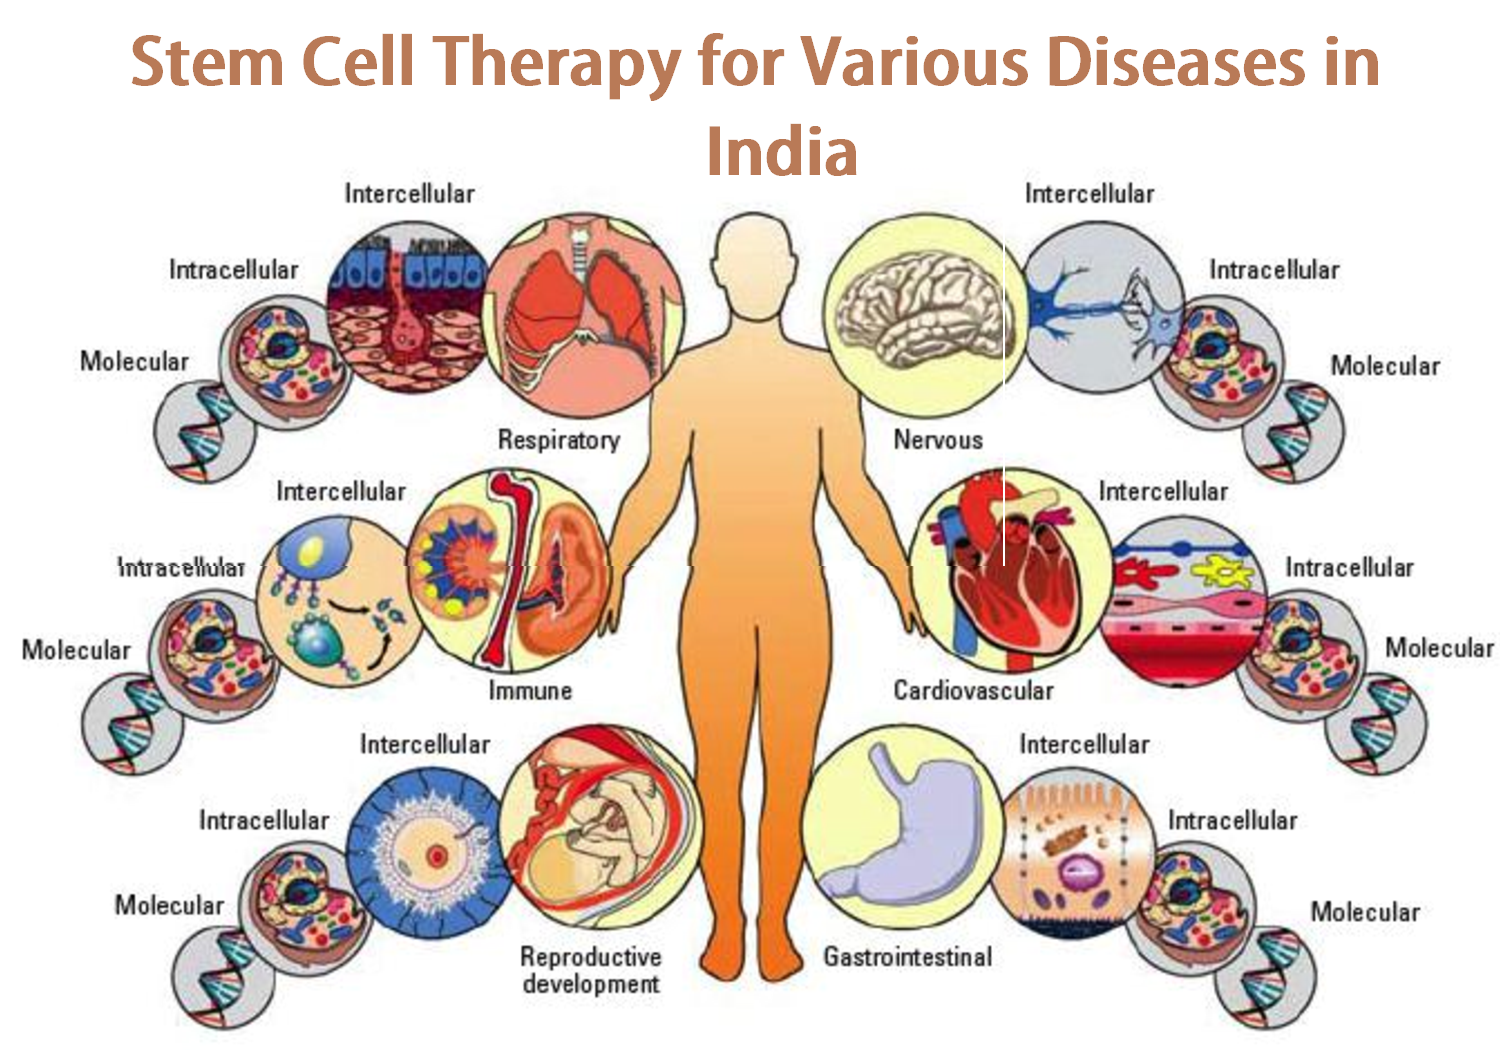 Stem Cell Therapy for Various Diseases in
India
Intercellular
Intracellular
Molecular
Respiratory
Intercellular
Intracellular
Molecular
Nervous
Intercellular
Intracellular
Molecular
Immune
Intercellular
Intracellular
Molecular
Cardiovascular
Intercellular
Intracellular
Molecular
Reproductive
development
Intercellular
Intracellular
Molecular
Gastrointestinal